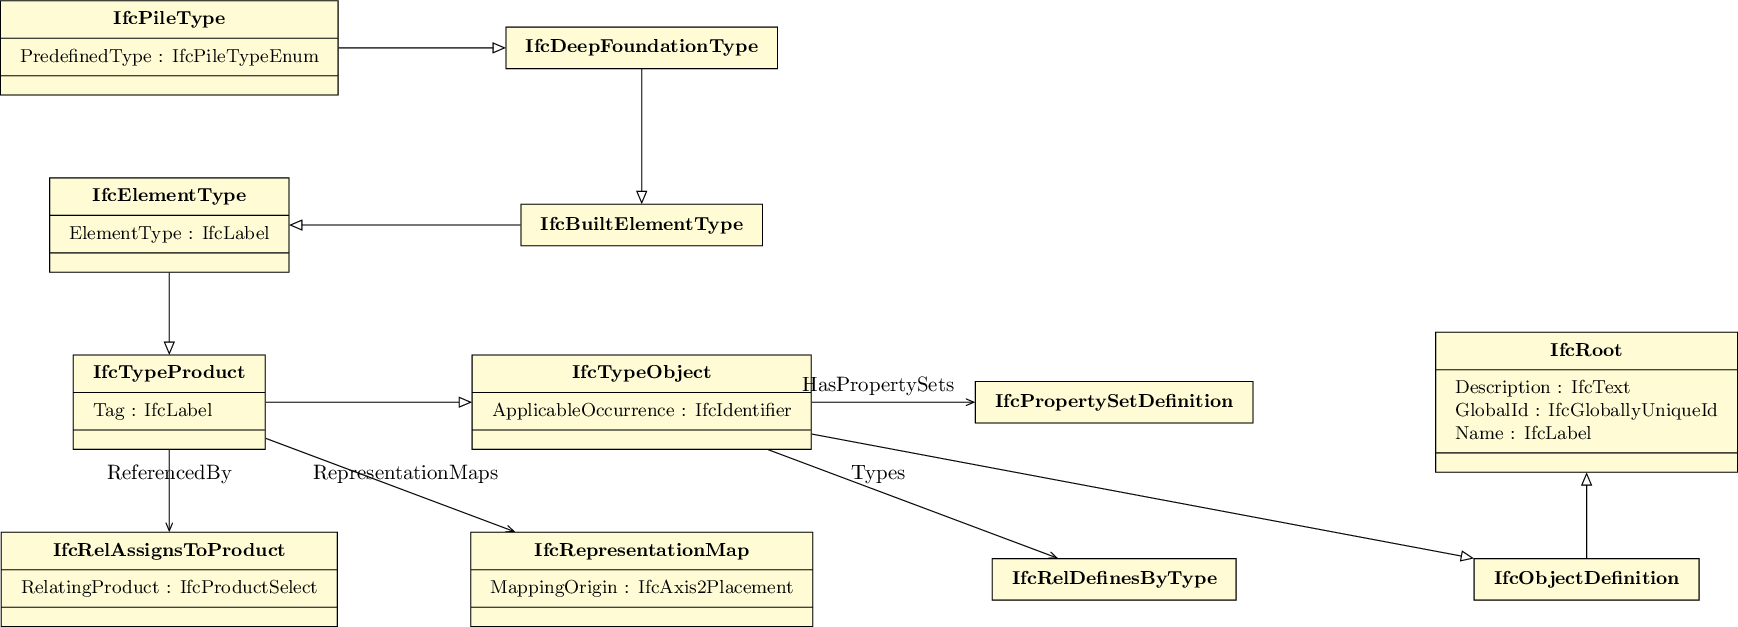 IfcPileType
PredefinedType : IfcPileTypeEnum
IfcDeepFoundationType
IfcElementType
ElementType : IfcLabel
IfcBuiltElementType
IfcTypeProduct
Tag : IfcLabel
IfcTypeObject
ApplicableOccurrence : IfcIdentifier
HasPropertySets
IfcPropertySetDefinition
IfcRoot
Description : IfcText
GlobalId : IfcGloballyUniqueId
Name : IfcLabel
ReferencedBy
RepresentationMaps
Types
IfcRelAssignsToProduct
RelatingProduct : IfcProductSelect
IfcRepresentationMap
MappingOrigin : IfcAxis2Placement
IfcRelDefinesByType
IfcObjectDefinition